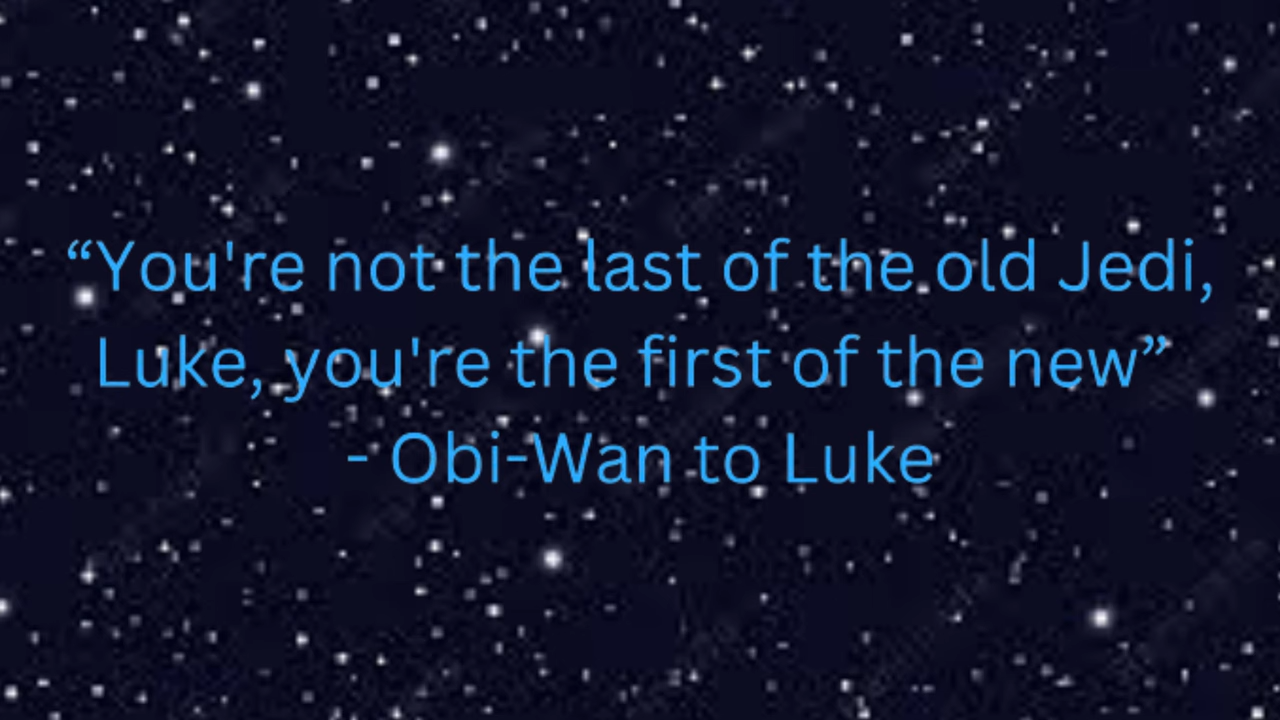 “You're not the last of the old Jedi,
Luke, you're the first of the new”
- Obi-Wan to Luke